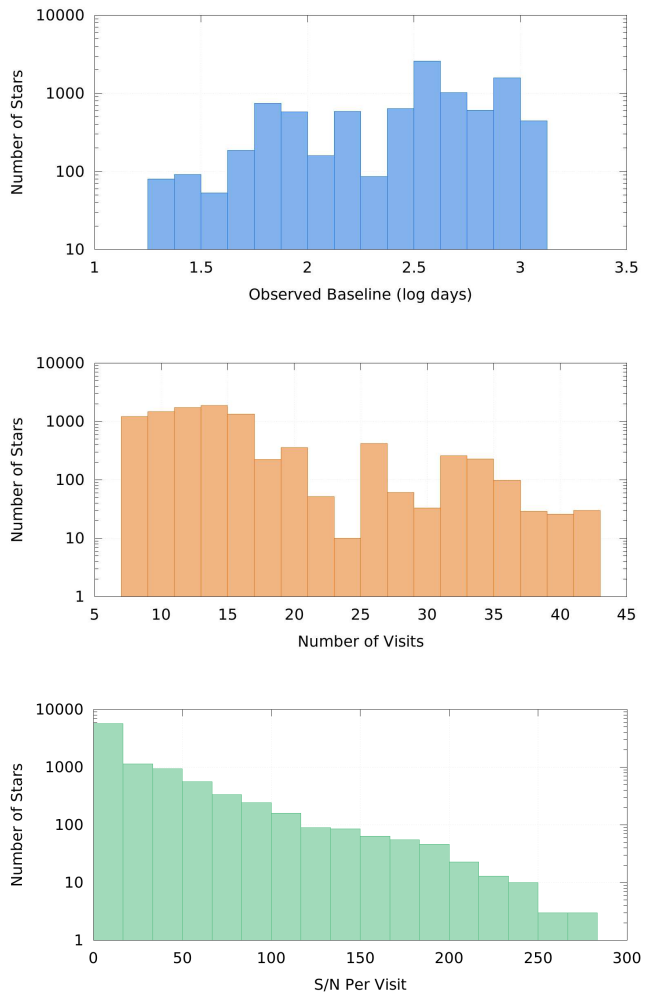 10000
1000
100
10
Number of Stars
1 1.5 2 2.5 3 3.5
Observed Baseline (log days)
10000
1000
100
10
1
Number of Stars
5 10 15 20 25 30 35 40 45
Number of Visits
10000
1000
100
10
1
Number of Stars
0 50 100 150 200 250 300
S/N Per Visit